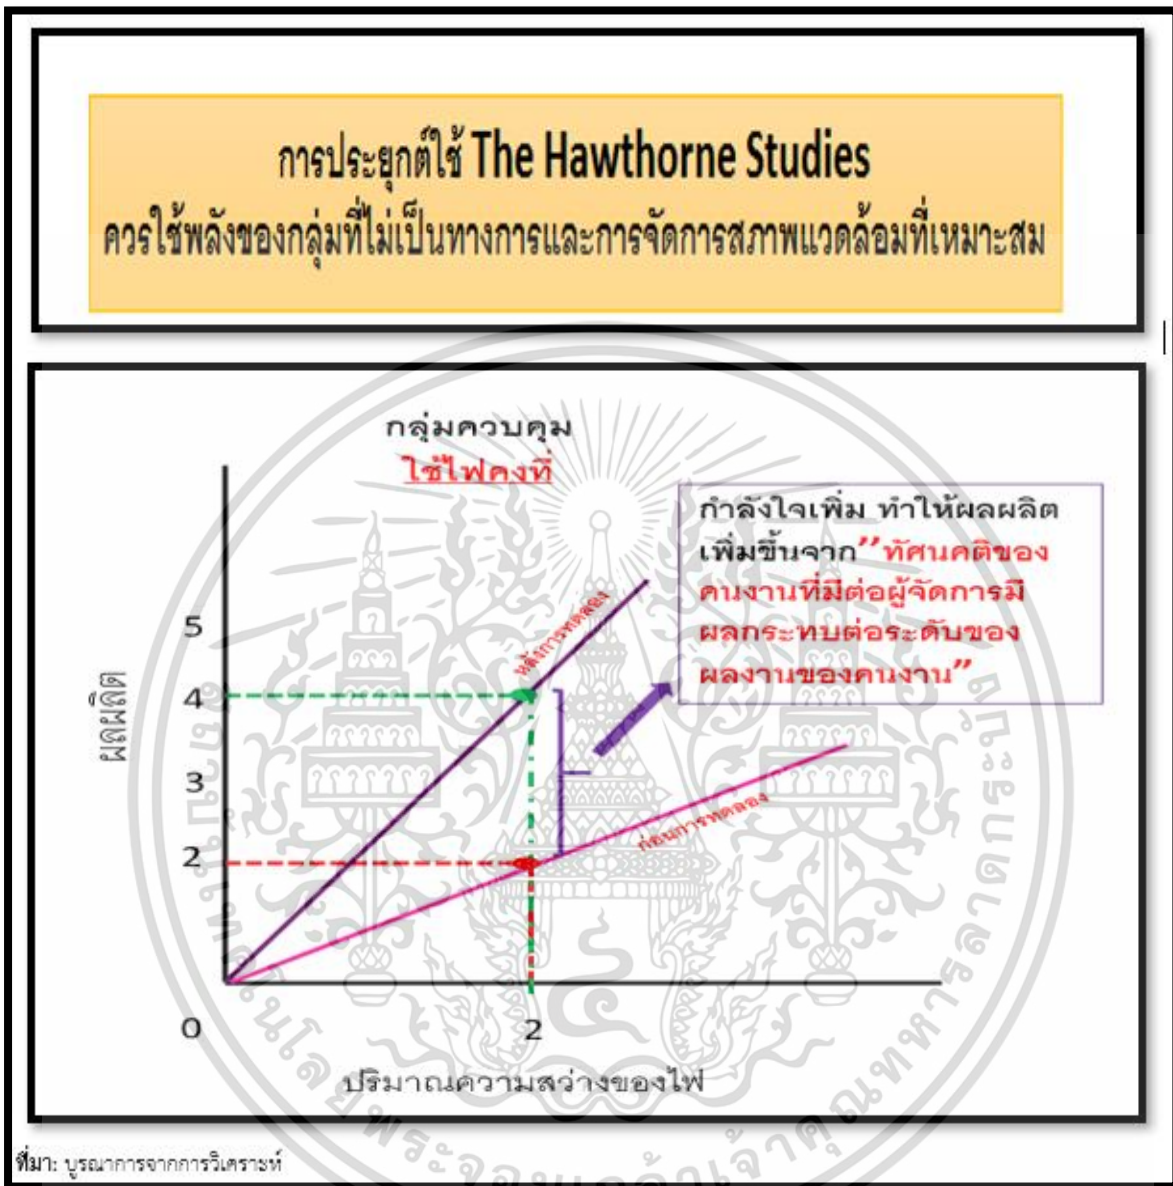 การประยุกต์ใช้ The Hawthorne Studies
ควรใช้พลังของกลุ่มที่ไม่เป็นทางการและการจัดการสภาพแวดล้อมที่เหมาะสม
กลุ่มควบคุม
ใช้ไฟคงที่
กำลังใจเพิ่ม ทำให้ผลผลิต
เพิ่มขึ้นจาก”ทัศนคติของ
คนงานที่มีต่อผู้จัดการมี
ผลกระทบต่อระดับของ
ผลงานของคนงาน”
หลังการทดลอง
5
4
ผลผลิต
3
2
ก่อนการทดลอง
0
2
ปริมาณความสว่างของไฟ
ที่มา: บูรณาการจากการวิเคราะห์